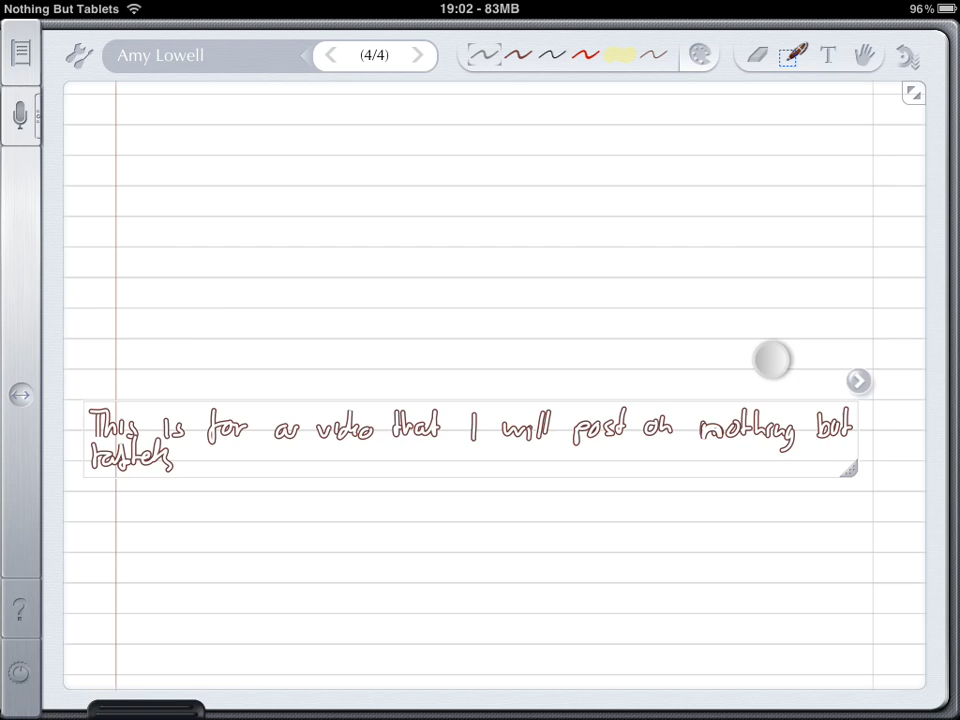 Nothing But Tablets 19:02 - 83MB 96%
Amy Lowell (4/4) T
This is for a video that I will post on nothing but
tablets
?